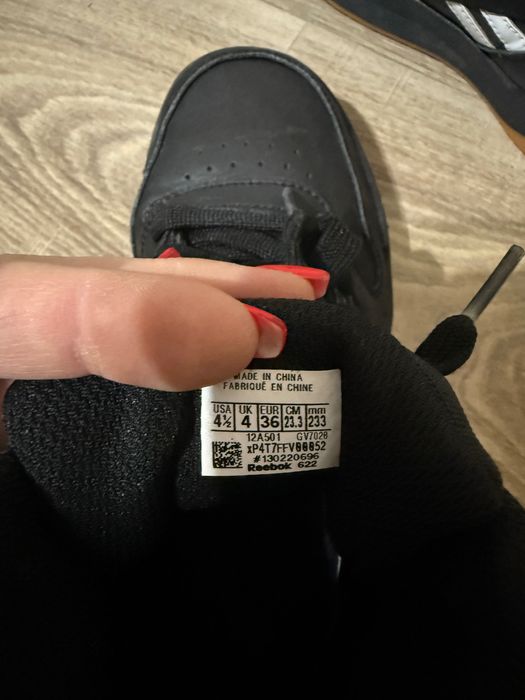 MADE IN CHINA
FABRIQUÉ EN CHINE
USA UK EUR CM mm
4½ 4 36 23.3 233
12A501 GV7028
xP4T7FFV00052
#130220696
Reebok 622